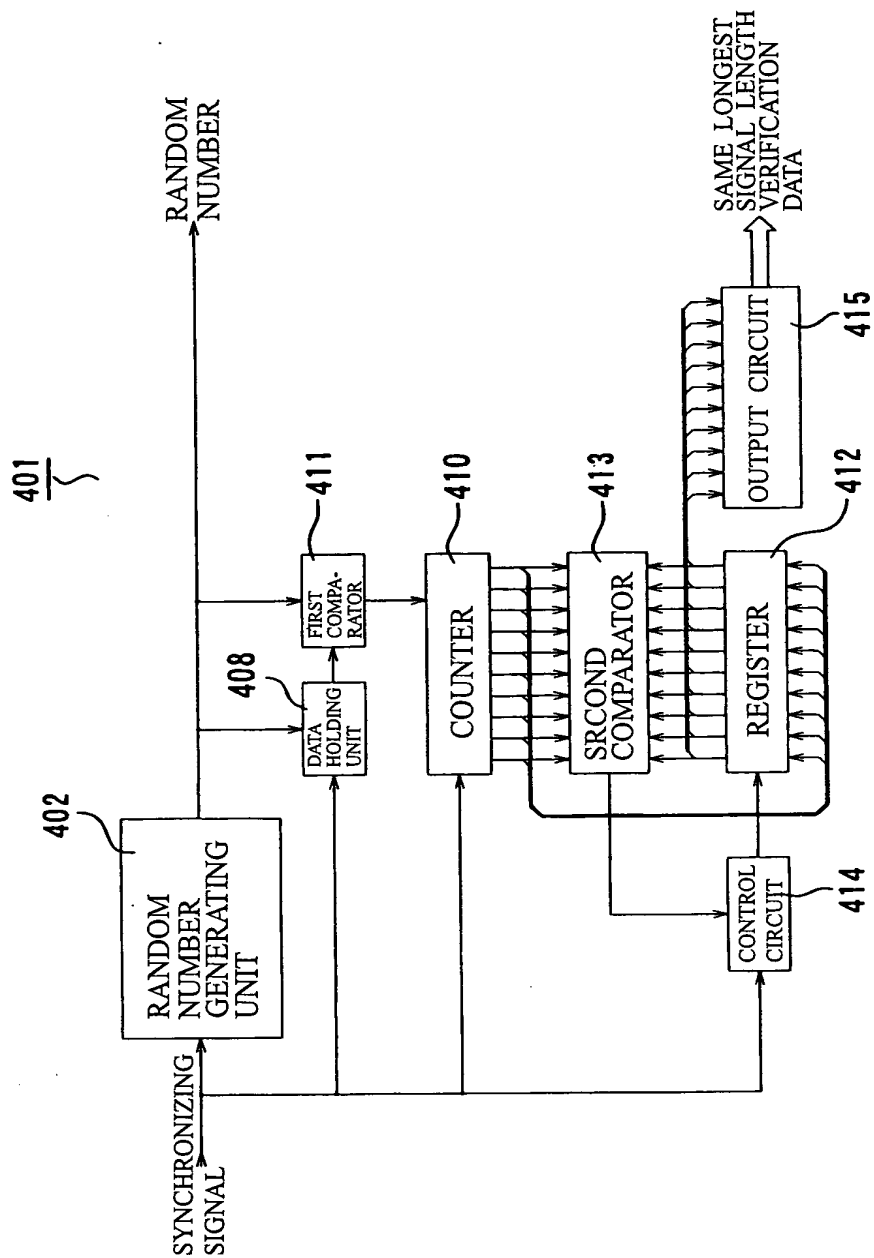 401
SYNCHRONIZING
SIGNAL
RANDOM
NUMBER
GENERATING
UNIT
402
RANDOM
NUMBER
DATA
HOLDING
UNIT
408
FIRST
COMPA-
RATOR
411
COUNTER
410
SRCOND
COMPARATOR
413
CONTROL
CIRCUIT
414
REGISTER
412
OUTPUT CIRCUIT
415
SAME LONGEST
SIGNAL LENGTH
VERIFICATION
DATA